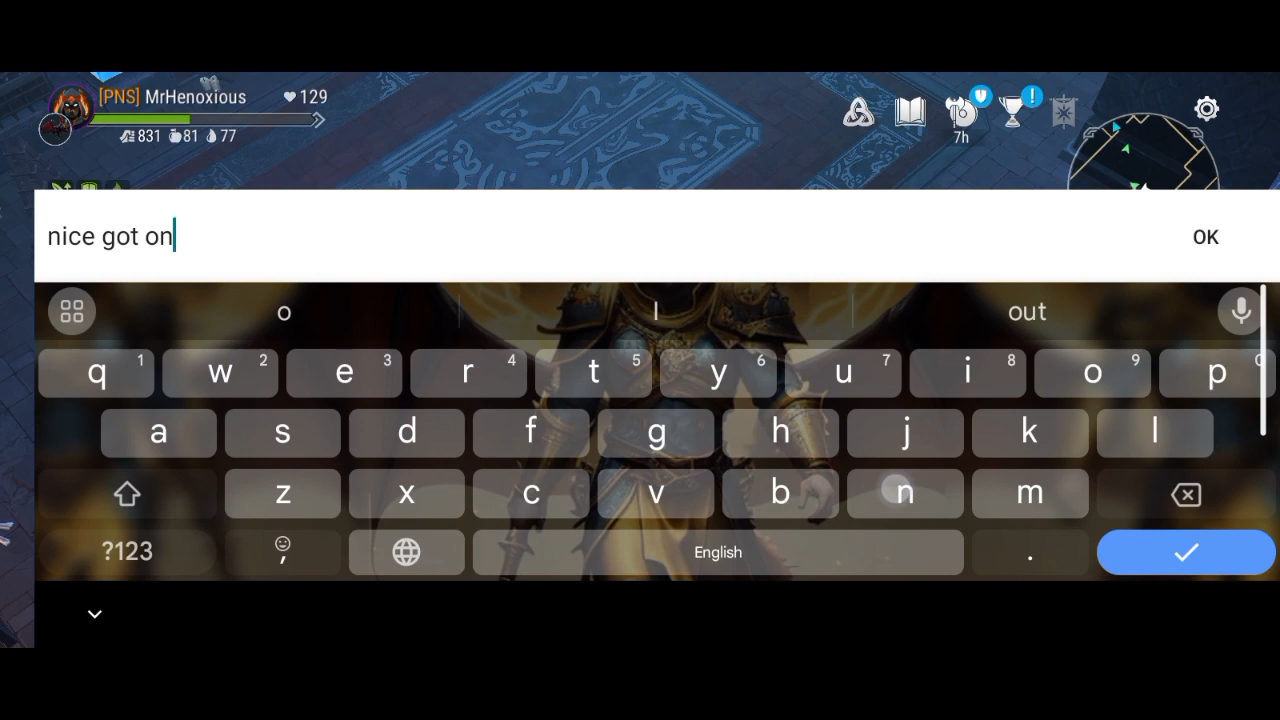 [PNS] MrHenoxious 129
831 81 77
7h
nice got on
OK
o l out
q 1 w 2 e 3 r 4 t 5 y 6 u 7 i 8 o 9 p 0
a s d f g h j k l
z x c v b n m
?123 , English .